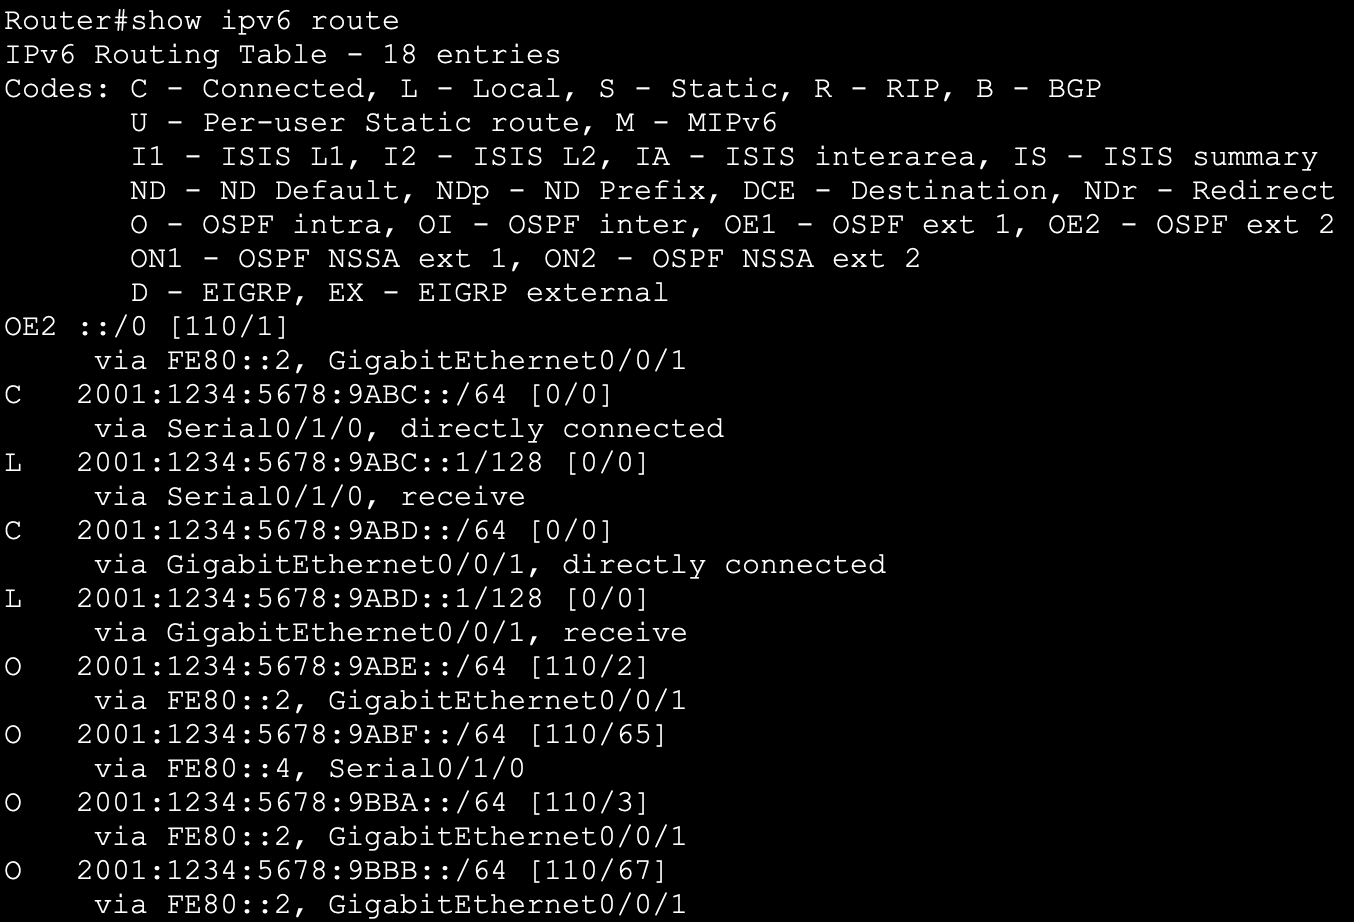 Router#show ipv6 route
IPv6 Routing Table - 18 entries
Codes: C - Connected, L - Local, S - Static, R - RIP, B - BGP
       U - Per-user Static route, M - MIPv6
       I1 - ISIS L1, I2 - ISIS L2, IA - ISIS interarea, IS - ISIS summary
       ND - ND Default, NDp - ND Prefix, DCE - Destination, NDr - Redirect
       O - OSPF intra, OI - OSPF inter, OE1 - OSPF ext 1, OE2 - OSPF ext 2
       ON1 - OSPF NSSA ext 1, ON2 - OSPF NSSA ext 2
       D - EIGRP, EX - EIGRP external
OE2 ::/0 [110/1]
     via FE80::2, GigabitEthernet0/0/1
C   2001:1234:5678:9ABC::/64 [0/0]
     via Serial0/1/0, directly connected
L   2001:1234:5678:9ABC::1/128 [0/0]
     via Serial0/1/0, receive
C   2001:1234:5678:9ABD::/64 [0/0]
     via GigabitEthernet0/0/1, directly connected
L   2001:1234:5678:9ABD::1/128 [0/0]
     via GigabitEthernet0/0/1, receive
O   2001:1234:5678:9ABE::/64 [110/2]
     via FE80::2, GigabitEthernet0/0/1
O   2001:1234:5678:9ABF::/64 [110/65]
     via FE80::4, Serial0/1/0
O   2001:1234:5678:9BBA::/64 [110/3]
     via FE80::2, GigabitEthernet0/0/1
O   2001:1234:5678:9BBB::/64 [110/67]
     via FE80::2, GigabitEthernet0/0/1